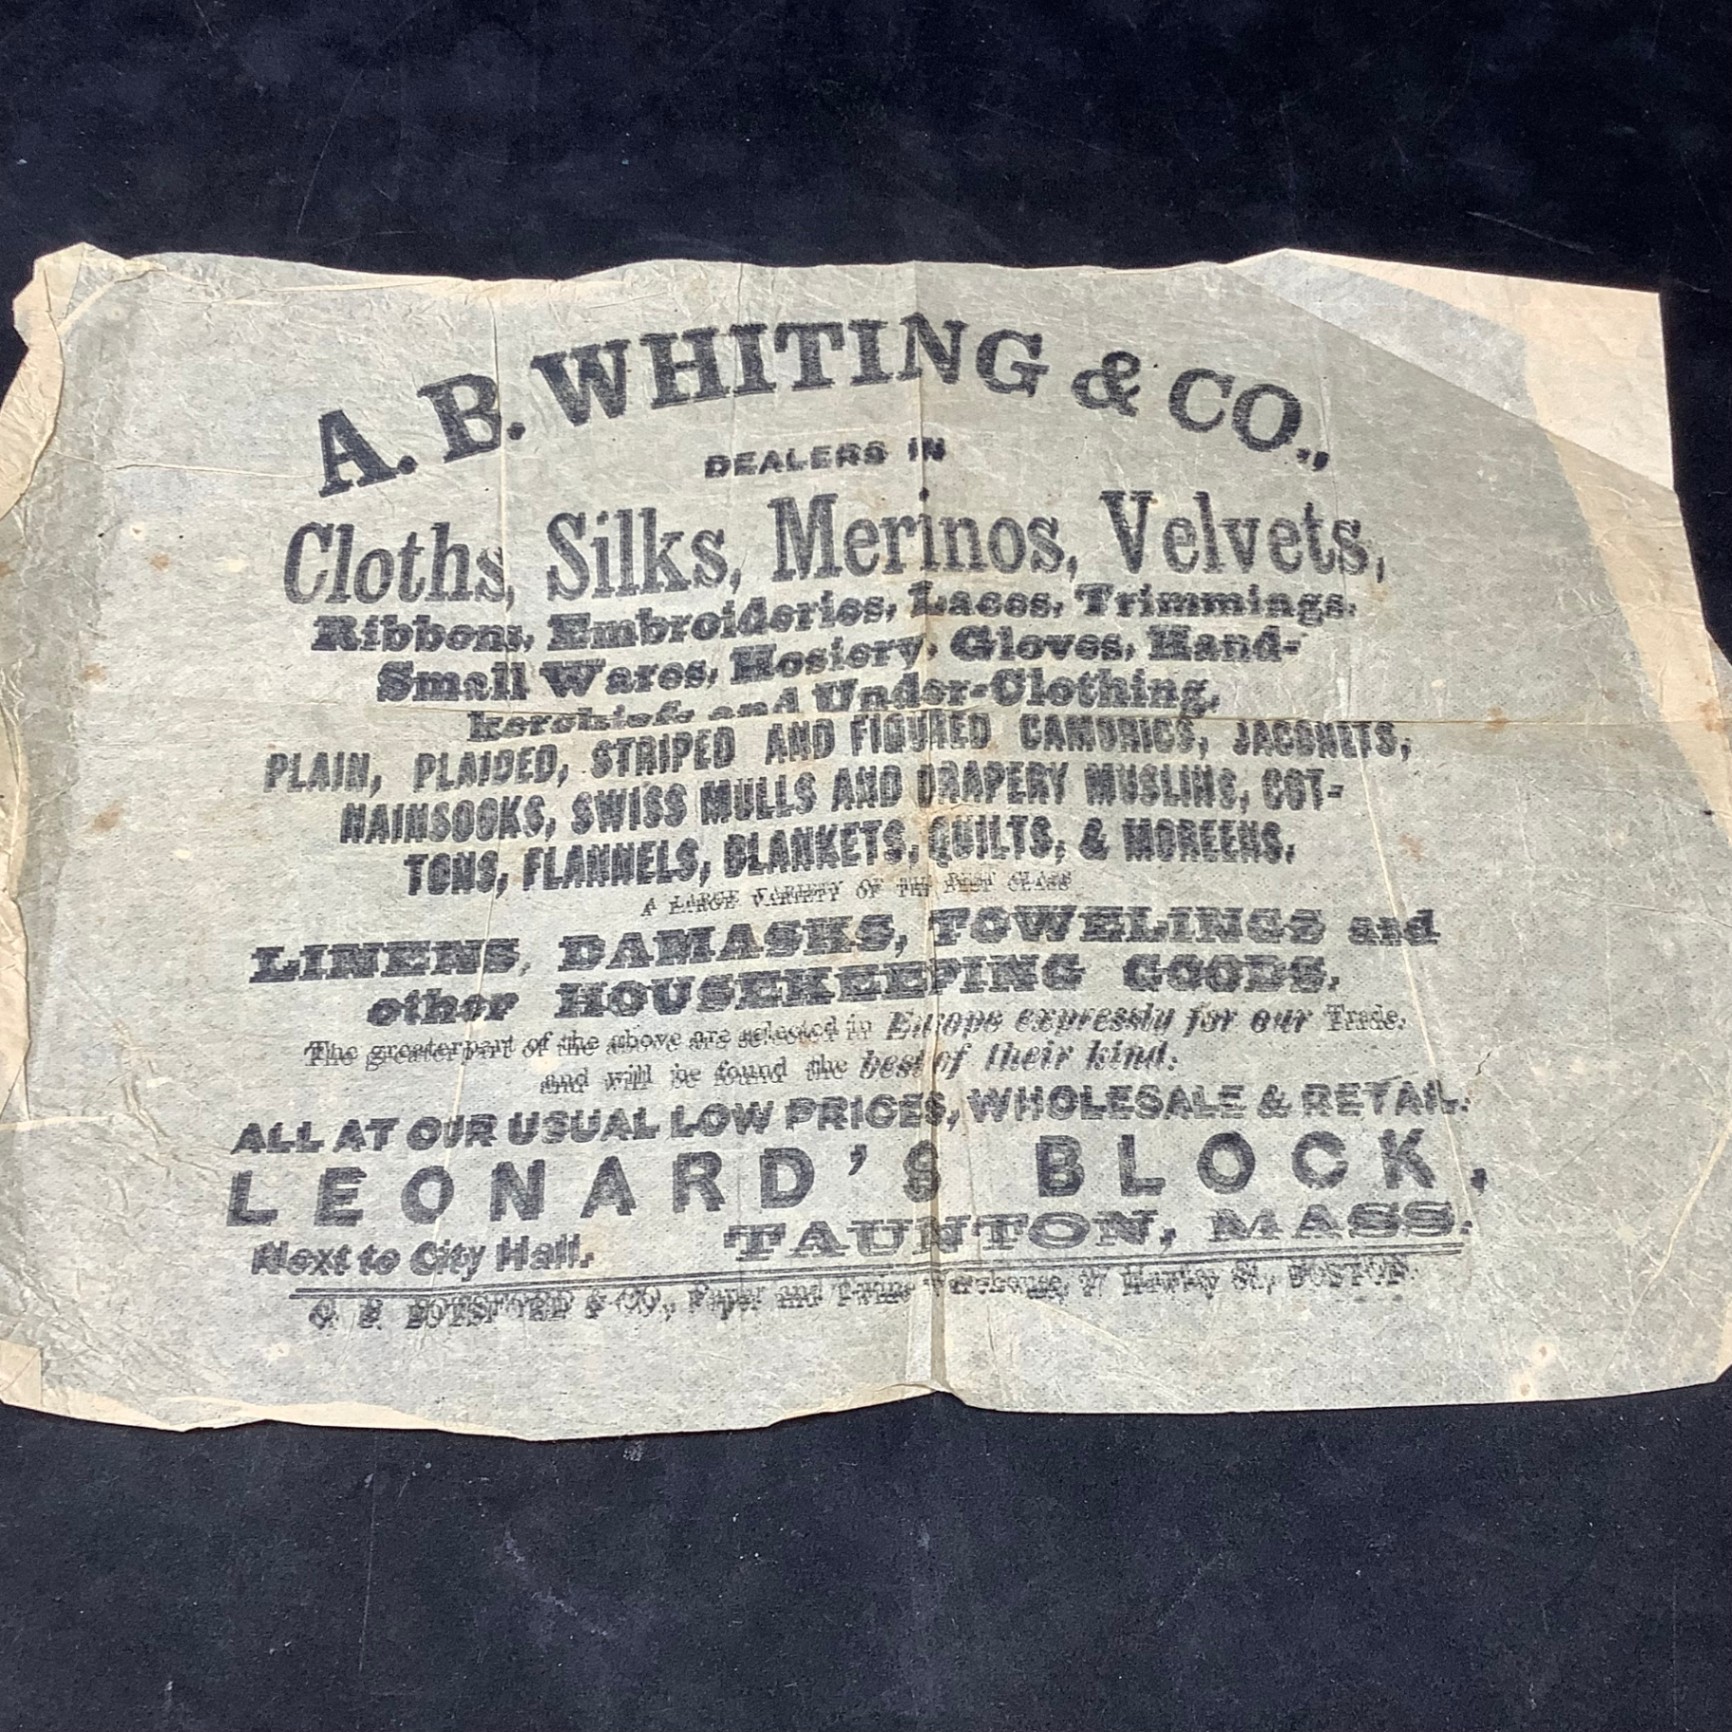 A. B. WHITING & CO.,
DEALERS IN
Cloths, Silks, Merinos, Velvets,
Ribbons, Embroideries, Laces, Trimmings,
Small Wares, Hosiery, Gloves, Hand-
kerchiefs and Under-Clothing,
PLAIN, PLAIDED, STRIPED AND FIGURED CAMBRICS, JACONETS,
NAINSOOKS, SWISS MULLS AND DRAPERY MUSLINS, COT-
TONS, FLANNELS, BLANKETS, QUILTS, & MOREENS.
A LARGE VARIETY OF THE BEST CLASS
LINENS, DAMASKS, TOWELINGS and
other HOUSEKEEPING GOODS.
The greater part of the above are selected in Europe expressly for our Trade,
and will be found the best of their kind.
ALL AT OUR USUAL LOW PRICES, WHOLESALE & RETAIL.
LEONARD'S BLOCK,
Next to City Hall. TAUNTON, MASS.
BOTSFORD & CO., Paper and Twine Warehouse, Hawley St., BOSTON.